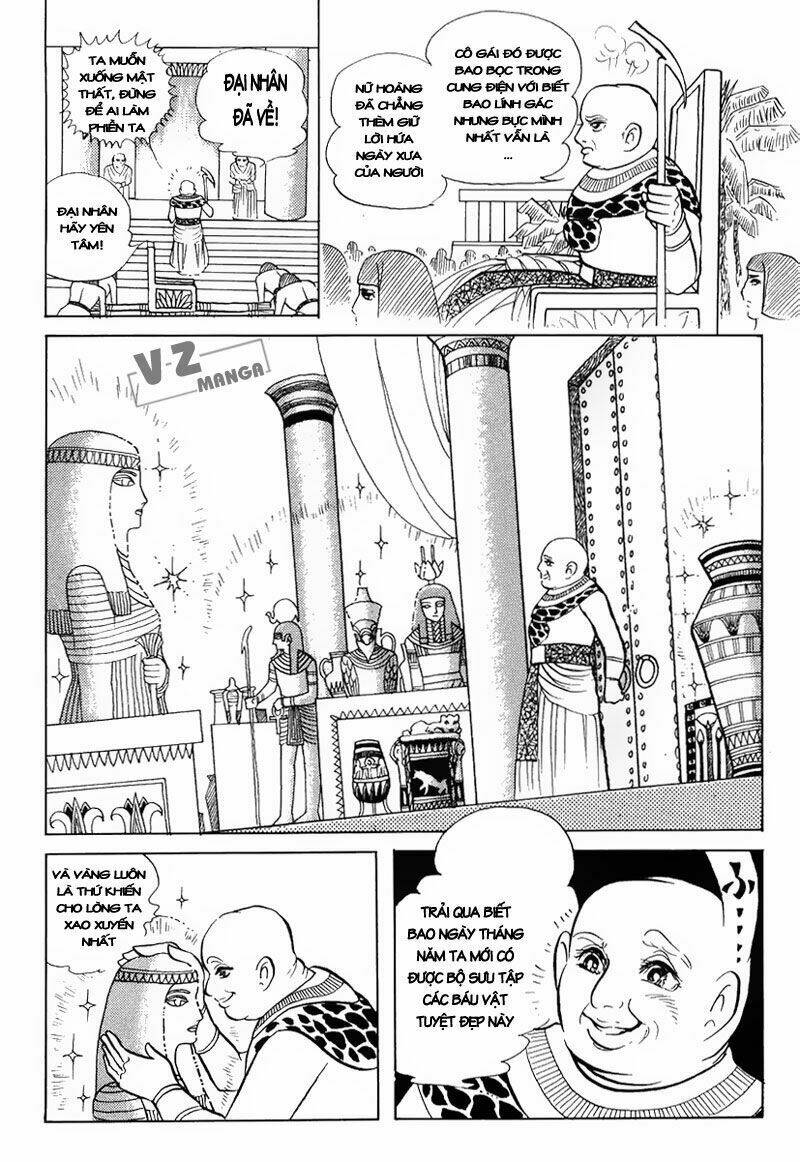 CÔ GÁI ĐÓ ĐƯỢC
BAO BỌC TRONG
CUNG ĐIỆN VỚI BIẾT
BAO LÍNH GÁC
NHƯNG BỰC MÌNH
NHẤT VẪN LÀ
...
NỮ HOÀNG
ĐÃ CHẲNG
THÈM GIỮ
LỜI HỨA
NGÀY XƯA
CỦA NGƯỜI
ĐẠI NHÂN
ĐÃ VỀ!
TA MUỐN
XUỐNG MẬT
THẤT, ĐỪNG
ĐỂ AI LÀM
PHIỀN TA
ĐẠI NHÂN
HÃY YÊN
TÂM!
V-Z
MANGA
TRẢI QUA BIẾT
BAO NGÀY THÁNG
NĂM TA MỚI CÓ
ĐƯỢC BỘ SƯU TẬP
CÁC BÁU VẬT
TUYỆT ĐẸP NÀY
ふ
VÀ VÀNG LUÔN
LÀ THỨ KHIẾN
CHO LÒNG TA
XAO XUYẾN
NHẤT